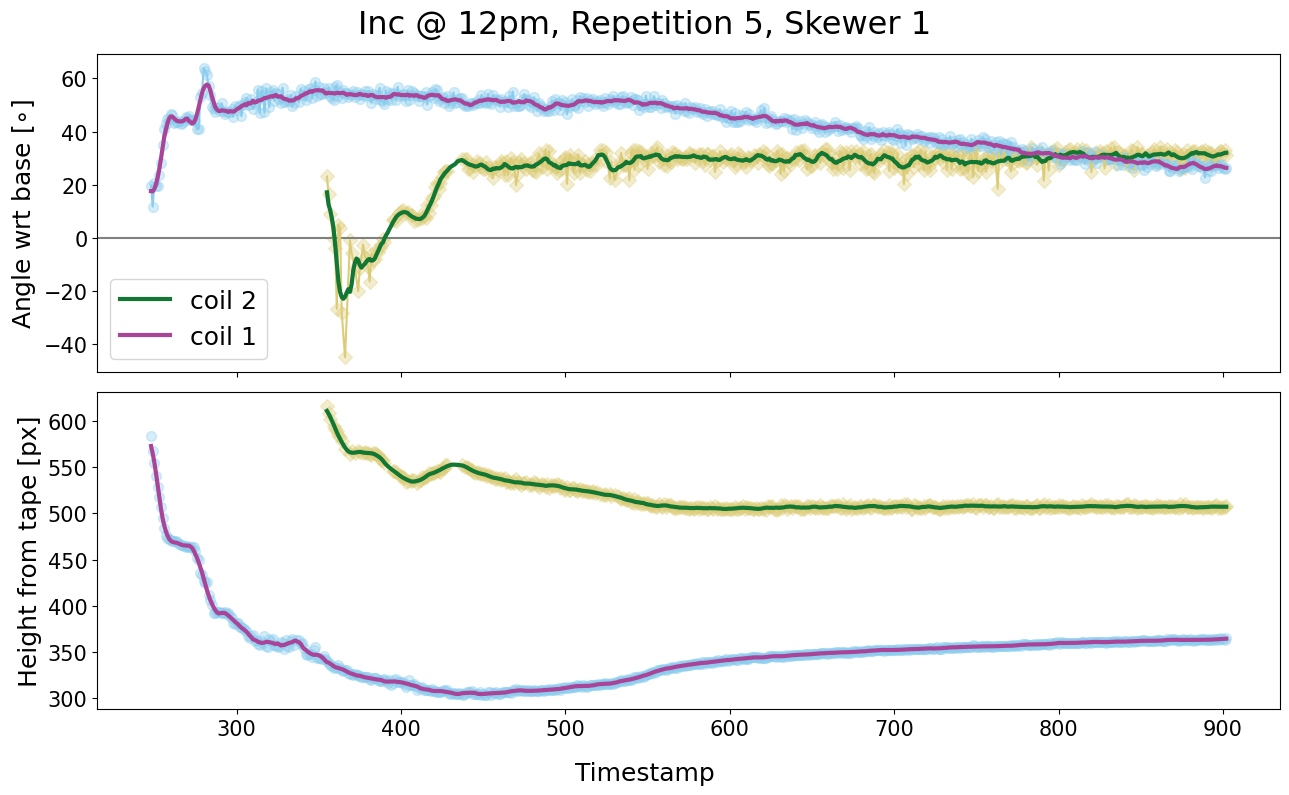 Inc @ 12pm, Repetition 5, Skewer 1
Angle wrt base [∘]
60
40
20
0
−20
−40
coil 2
coil 1
Height from tape [px]
600
550
500
450
400
350
300
300 400 500 600 700 800 900
Timestamp